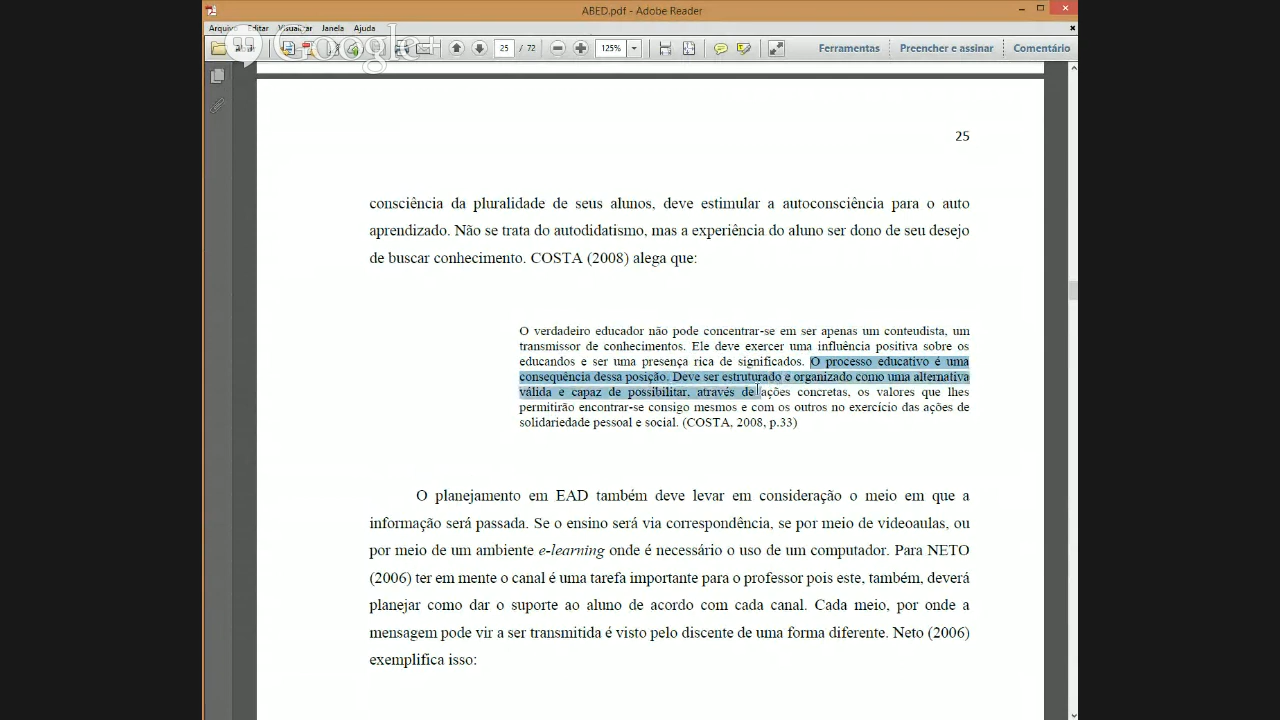 ABED.pdf - Adobe Reader
Arquivo Editar Visualizar Janela Ajuda
Google+
25 / 72 125% Ferramentas Preencher e assinar Comentário
25
consciência da pluralidade de seus alunos, deve estimular a autoconsciência para o auto
aprendizado. Não se trata do autodidatismo, mas a experiência do aluno ser dono de seu desejo
de buscar conhecimento. COSTA (2008) alega que:
O verdadeiro educador não pode concentrar-se em ser apenas um conteudista, um
transmissor de conhecimentos. Ele deve exercer uma influência positiva sobre os
educandos e ser uma presença rica de significados. O processo educativo é uma
consequência dessa posição. Deve ser estruturado e organizado como uma alternativa
válida e capaz de possibilitar, através de ações concretas, os valores que lhes
permitirão encontrar-se consigo mesmos e com os outros no exercício das ações de
solidariedade pessoal e social. (COSTA, 2008, p.33)
O planejamento em EAD também deve levar em consideração o meio em que a
informação será passada. Se o ensino será via correspondência, se por meio de videoaulas, ou
por meio de um ambiente e-learning onde é necessário o uso de um computador. Para NETO
(2006) ter em mente o canal é uma tarefa importante para o professor pois este, também, deverá
planejar como dar o suporte ao aluno de acordo com cada canal. Cada meio, por onde a
mensagem pode vir a ser transmitida é visto pelo discente de uma forma diferente. Neto (2006)
exemplifica isso: